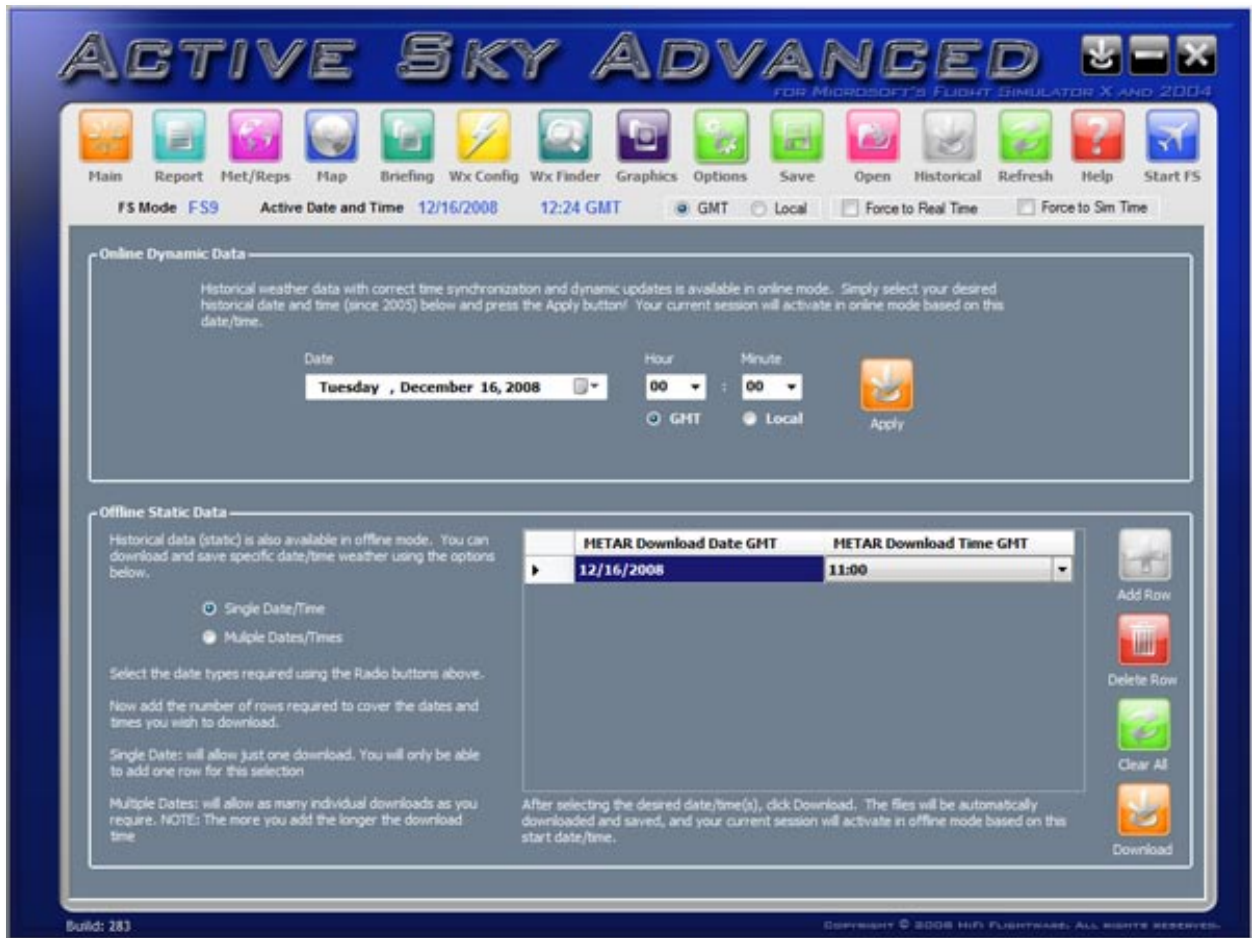 ACTIVE SKY ADVANCED
FOR MICROSOFT'S FLIGHT SIMULATOR X AND 2004
Main Report Met/Reps Map Briefing Wx Config Wx Finder Graphics Options Save Open Historical Refresh Help Start FS
FS Mode FS9 Active Date and Time 12/16/2008 12:24 GMT GMT Local Force to Real Time Force to Sim Time
Online Dynamic Data
Historical weather data with correct time synchronization and dynamic updates is available in online mode. Simply select your desired
historical date and time (since 2005) below and press the Apply button! Your current session will activate in online mode based on this
date/time.
Date Hour Minute
Tuesday , December 16, 2008 00 : 00
GMT Local
Apply
Offline Static Data
Historical data (static) is also available in offline mode. You can
download and save specific date/time weather using the options
below.
Single Date/Time
Muliple Dates/Times
Select the date types required using the Radio buttons above.
Now add the number of rows required to cover the dates and
times you wish to download.
Single Date: will allow just one download. You will only be able
to add one row for this selection
Multiple Dates: will allow as many individual downloads as you
require. NOTE: The more you add the longer the download
time
METAR Download Date GMT METAR Download Time GMT
12/16/2008 11:00
After selecting the desired date/time(s), click Download. The files will be automatically
downloaded and saved, and your current session will activate in offline mode based on this
start date/time.
Add Row
Delete Row
Clear All
Download
Build: 283
COPYRIGHT © 2008 HIFI FLIGHTWARE. ALL RIGHTS RESERVED.